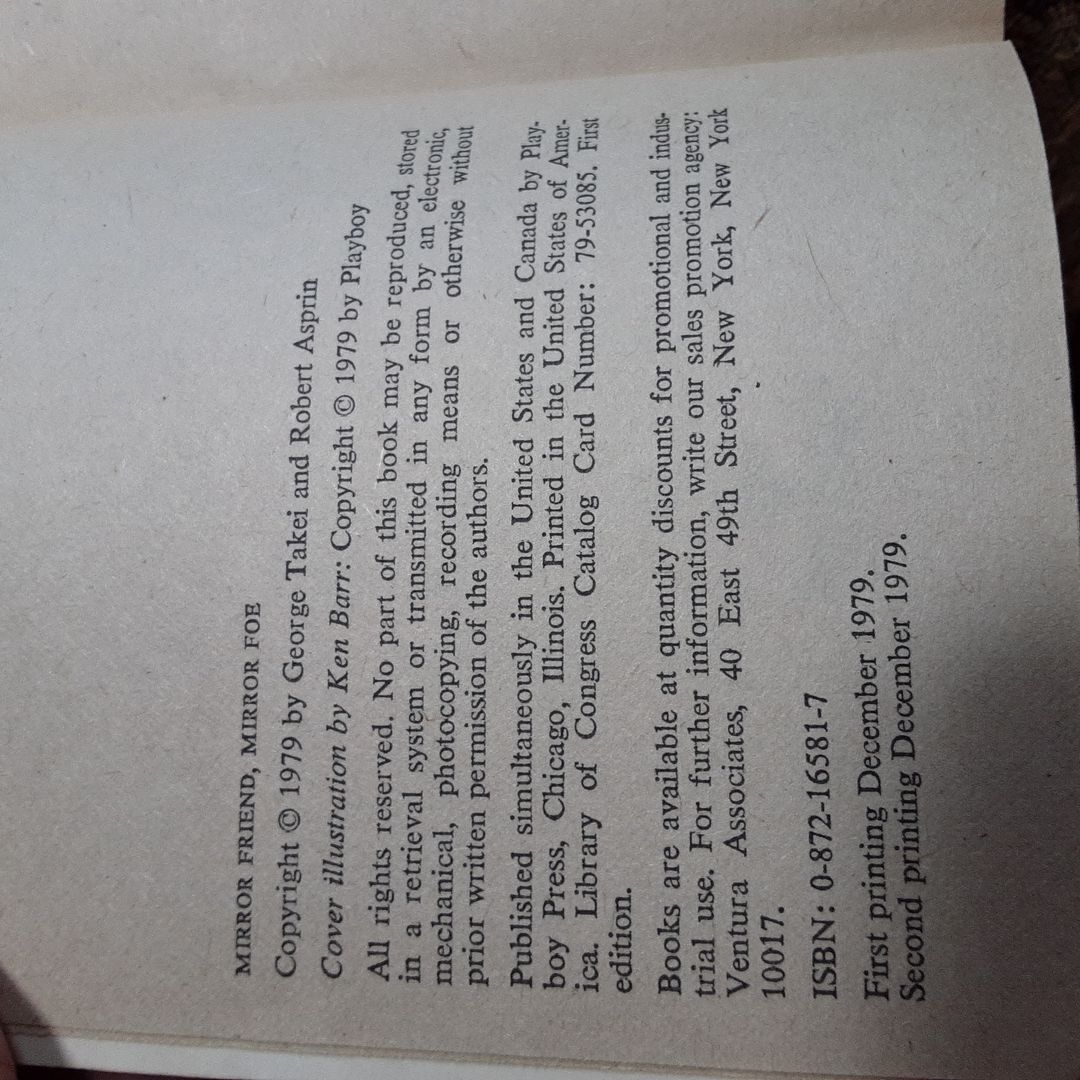 MIRROR FRIEND, MIRROR FOE
Copyright © 1979 by George Takei and Robert Asprin
Cover illustration by Ken Barr: Copyright © 1979 by Playboy
All rights reserved. No part of this book may be reproduced, stored
in a retrieval system or transmitted in any form by an electronic,
mechanical, photocopying, recording means or otherwise without
prior written permission of the authors.
Published simultaneously in the United States and Canada by Play-
boy Press, Chicago, Illinois. Printed in the United States of Amer-
ica. Library of Congress Catalog Card Number: 79-53085. First
edition.
Books are available at quantity discounts for promotional and indus-
trial use. For further information, write our sales promotion agency:
Ventura Associates, 40 East 49th Street, New York, New York
10017.
ISBN: 0-872-16581-7
First printing December 1979.
Second printing December 1979.